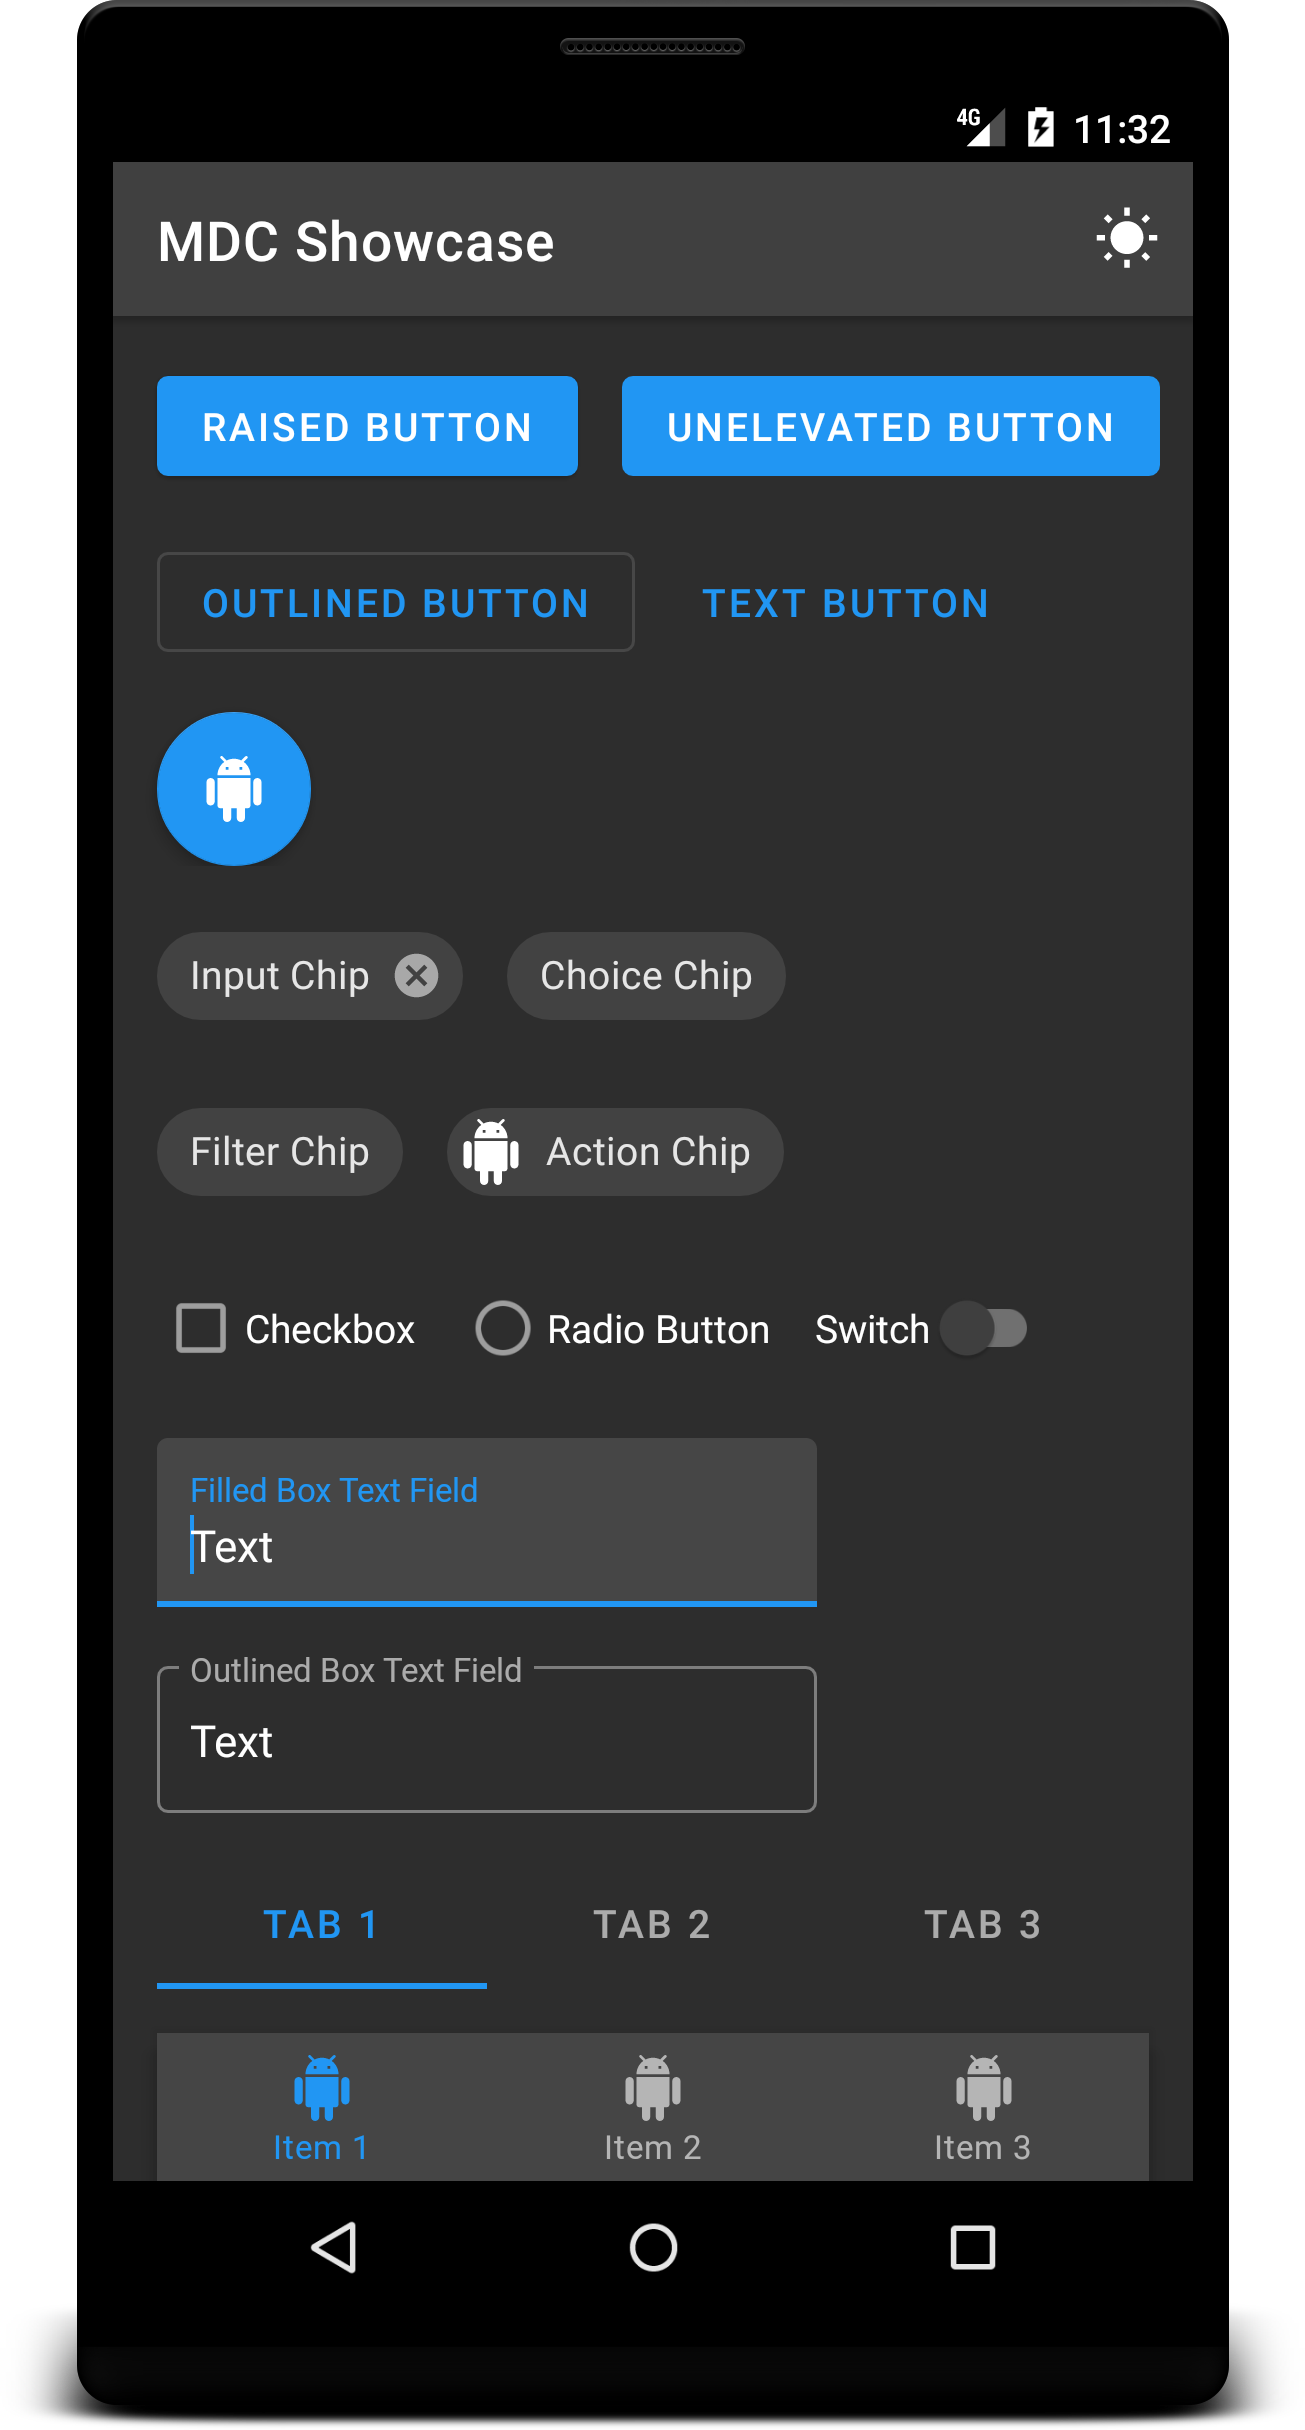 4G 11:32
MDC Showcase
RAISED BUTTON UNELEVATED BUTTON
OUTLINED BUTTON TEXT BUTTON
Input Chip Choice Chip
Filter Chip Action Chip
Checkbox Radio Button Switch
Filled Box Text Field
Text
Outlined Box Text Field
Text
TAB 1 TAB 2 TAB 3
Item 1 Item 2 Item 3